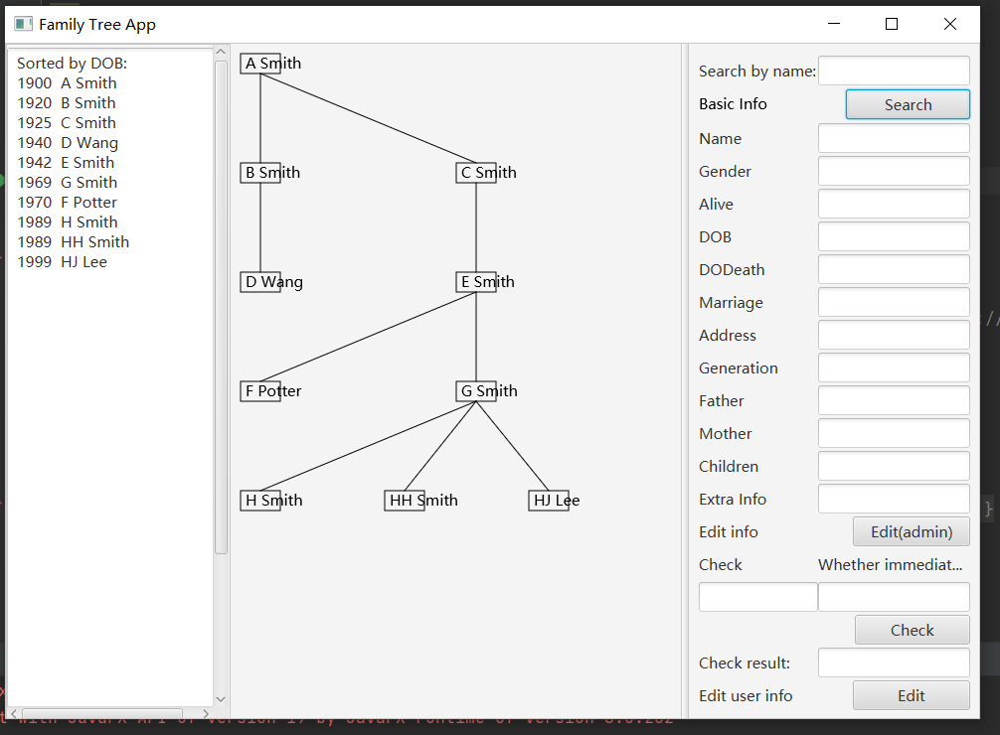 Family Tree App
Sorted by DOB:
1900 A Smith
1920 B Smith
1925 C Smith
1940 D Wang
1942 E Smith
1969 G Smith
1970 F Potter
1989 H Smith
1989 HH Smith
1999 HJ Lee
A Smith
B Smith
C Smith
D Wang
E Smith
F Potter
G Smith
H Smith
HH Smith
HJ Lee
Search by name:
Basic Info
Search
Name
Gender
Alive
DOB
DODeath
Marriage
Address
Generation
Father
Mother
Children
Extra Info
Edit info
Edit(admin)
Check
Whether immediat...
Check
Check result:
Edit user info
Edit
//
}